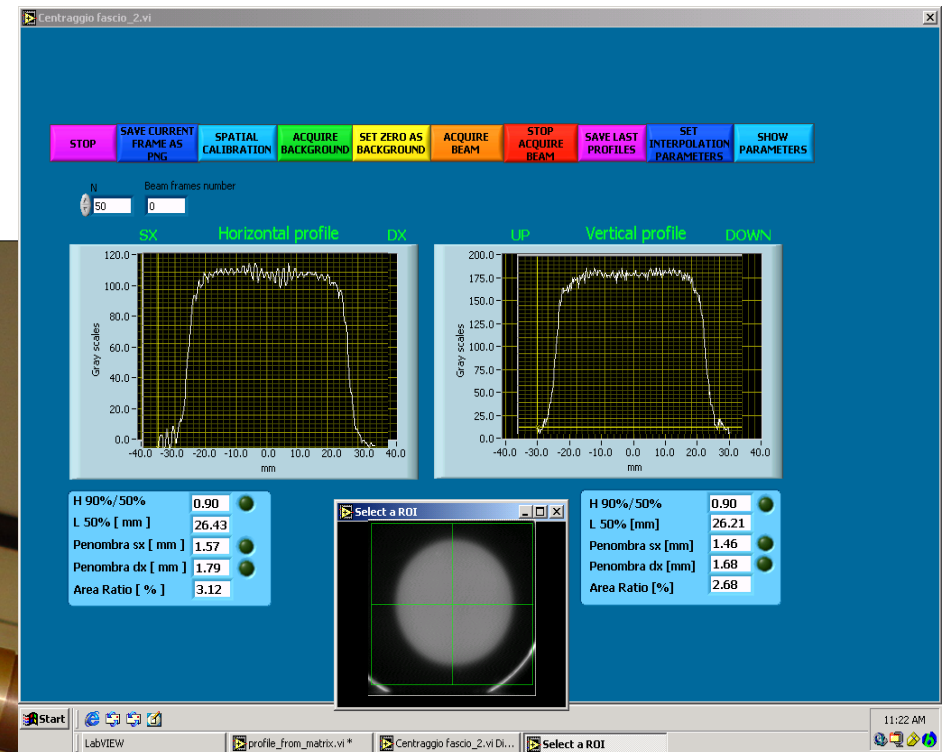 Centraggio fascio_2.vi
STOP
SAVE CURRENT
FRAME AS
PNG
SPATIAL
CALIBRATION
ACQUIRE
BACKGROUND
SET ZERO AS
BACKGROUND
ACQUIRE
BEAM
STOP
ACQUIRE
BEAM
SAVE LAST
PROFILES
SET
INTERPOLATION
PARAMETERS
SHOW
PARAMETERS
N
50
Beam frames number
0
SX Horizontal profile DX
120.0
100.0
80.0
60.0
40.0
20.0
0.0
Gray scales
-40.0 -30.0 -20.0 -10.0 0.0 10.0 20.0 30.0 40.0
mm
UP Vertical profile DOWN
200.0
175.0
150.0
125.0
100.0
75.0
50.0
25.0
0.0
Gray scales
-40.0 -30.0 -20.0 -10.0 0.0 10.0 20.0 30.0 40.0
mm
H 90%/50% 0.90
L 50% [ mm ] 26.43
Penombra sx [ mm ] 1.57
Penombra dx [ mm ] 1.79
Area Ratio [ % ] 3.12
Select a ROI
H 90%/50% 0.90
L 50% [mm] 26.21
Penombra sx [mm] 1.46
Penombra dx [mm] 1.68
Area Ratio [%] 2.68
Start
11:22 AM
LabVIEW
profile_from_matrix.vi *
Centraggio fascio_2.vi Di...
Select a ROI